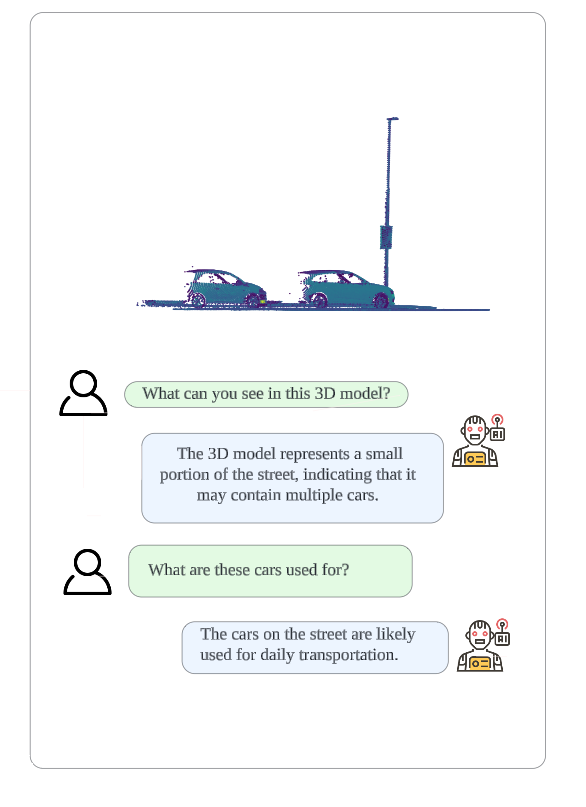 What can you see in this 3D model?
The 3D model represents a small
portion of the street, indicating that it
may contain multiple cars.
AI
What are these cars used for?
The cars on the street are likely
used for daily transportation.
AI